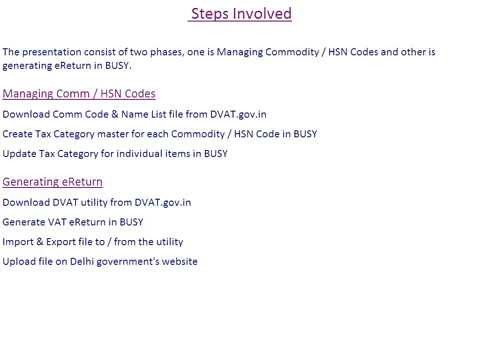 Steps Involved
The presentation consist of two phases, one is Managing Commodity / HSN Codes and other is
generating eReturn in BUSY.
Managing Comm / HSN Codes
Download Comm Code & Name List file from DVAT.gov.in
Create Tax Category master for each Commodity / HSN Code in BUSY
Update Tax Category for individual items in BUSY
Generating eReturn
Download DVAT utility from DVAT.gov.in
Generate VAT eReturn in BUSY
Import & Export file to / from the utility
Upload file on Delhi government's website